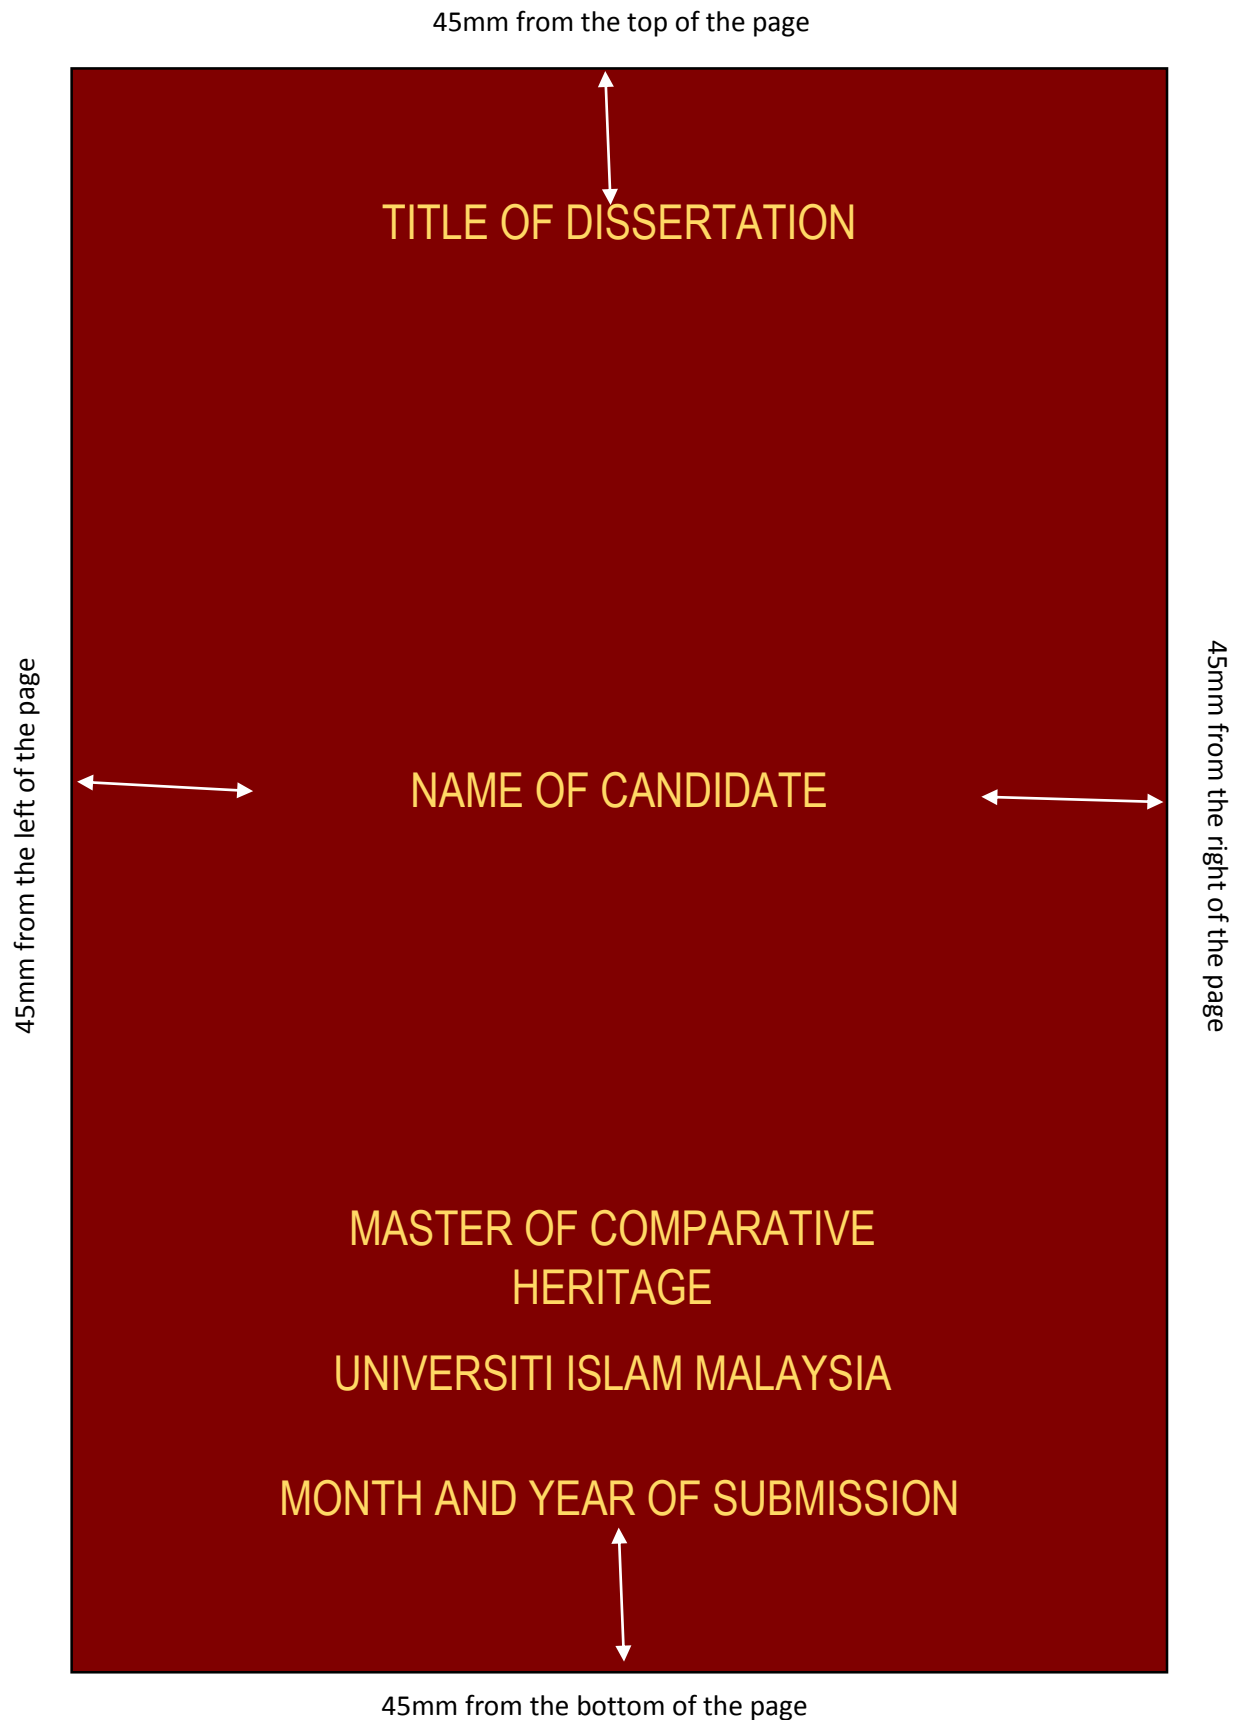 45mm from the top of the page
TITLE OF DISSERTATION
45mm from the left of the page
NAME OF CANDIDATE
45mm from the right of the page
MASTER OF COMPARATIVE
HERITAGE
UNIVERSITI ISLAM MALAYSIA
MONTH AND YEAR OF SUBMISSION
45mm from the bottom of the page